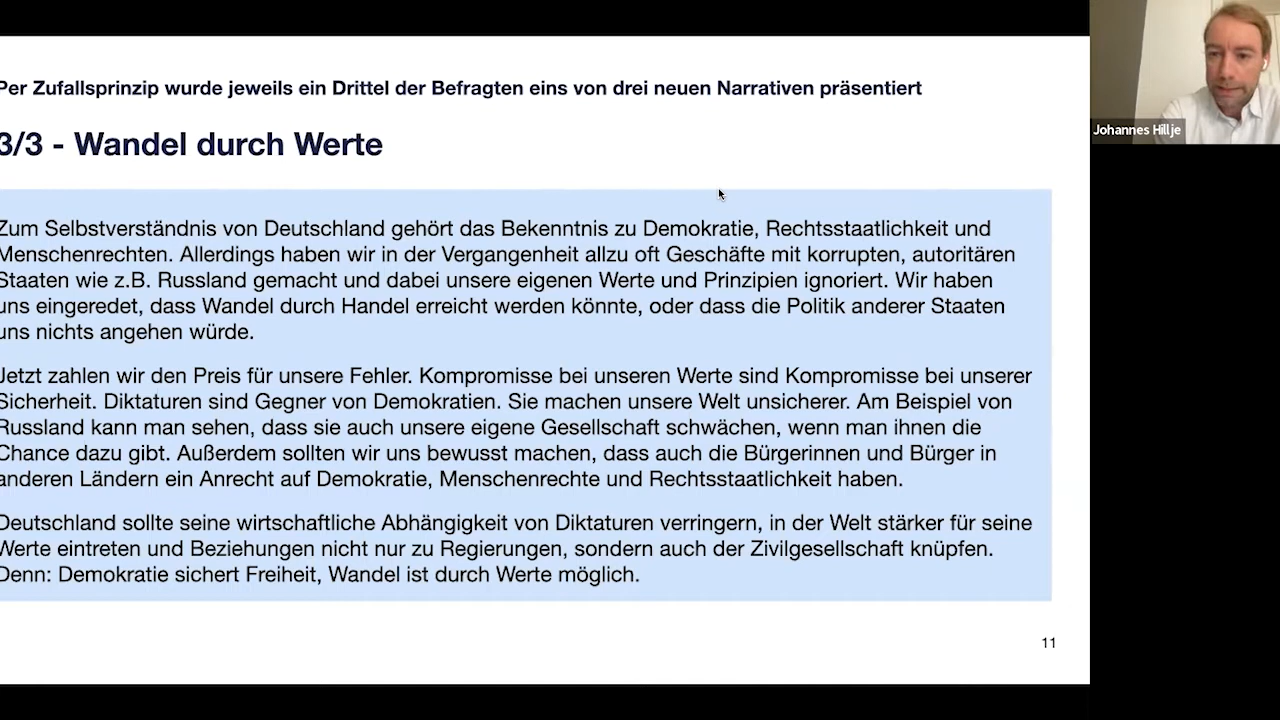 Per Zufallsprinzip wurde jeweils ein Drittel der Befragten eins von drei neuen Narrativen präsentiert
3/3 - Wandel durch Werte
Zum Selbstverständnis von Deutschland gehört das Bekenntnis zu Demokratie, Rechtsstaatlichkeit und
Menschenrechten. Allerdings haben wir in der Vergangenheit allzu oft Geschäfte mit korrupten, autoritären
Staaten wie z.B. Russland gemacht und dabei unsere eigenen Werte und Prinzipien ignoriert. Wir haben
uns eingeredet, dass Wandel durch Handel erreicht werden könnte, oder dass die Politik anderer Staaten
uns nichts angehen würde.
Jetzt zahlen wir den Preis für unsere Fehler. Kompromisse bei unseren Werte sind Kompromisse bei unserer
Sicherheit. Diktaturen sind Gegner von Demokratien. Sie machen unsere Welt unsicherer. Am Beispiel von
Russland kann man sehen, dass sie auch unsere eigene Gesellschaft schwächen, wenn man ihnen die
Chance dazu gibt. Außerdem sollten wir uns bewusst machen, dass auch die Bürgerinnen und Bürger in
anderen Ländern ein Anrecht auf Demokratie, Menschenrechte und Rechtsstaatlichkeit haben.
Deutschland sollte seine wirtschaftliche Abhängigkeit von Diktaturen verringern, in der Welt stärker für seine
Werte eintreten und Beziehungen nicht nur zu Regierungen, sondern auch der Zivilgesellschaft knüpfen.
Denn: Demokratie sichert Freiheit, Wandel ist durch Werte möglich.
11
Johannes Hillje